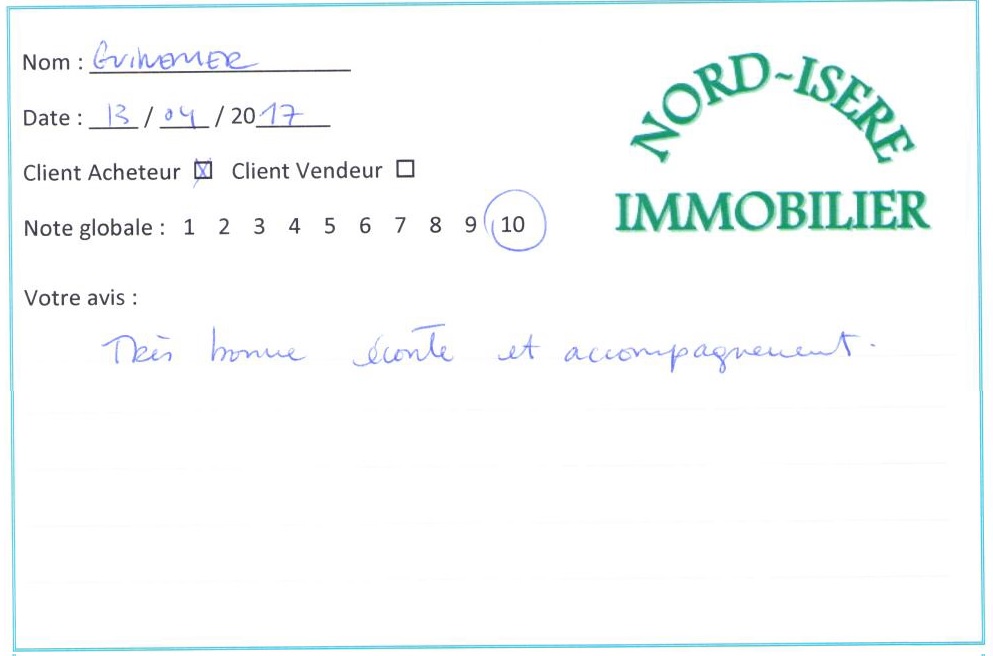 Nom : GUINEMER
NORD~ISERE
Date : 13 / 04 / 2017
Client Acheteur ☒ Client Vendeur ☐
IMMOBILIER
Note globale : 1 2 3 4 5 6 7 8 9 10
Votre avis :
Très bonne écoute et accompagnement.